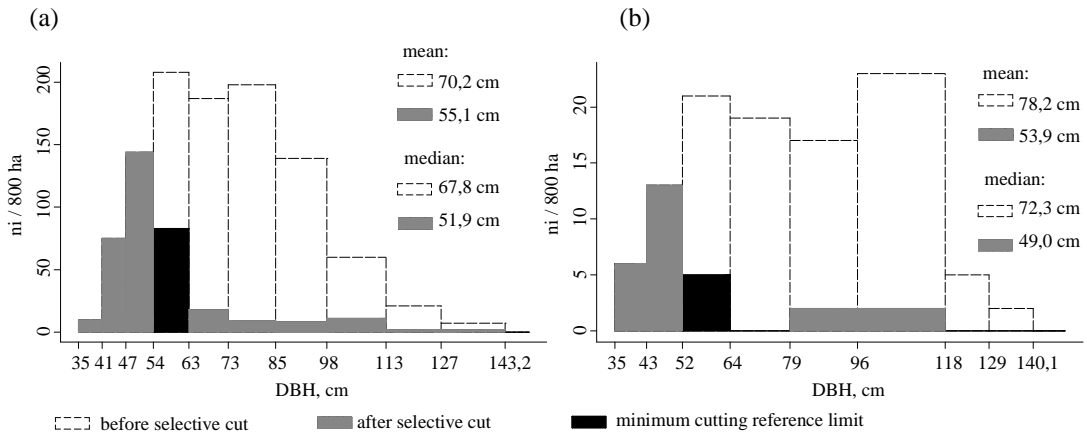 (a)
mean:
70,2 cm
55,1 cm
median:
67,8 cm
51,9 cm
ni / 800 ha
0
50
100
150
200
35 41 47 54 63 73 85 98 113 127 143,2
DBH, cm
(b)
mean:
78,2 cm
53,9 cm
median:
72,3 cm
49,0 cm
ni / 800 ha
0
5
10
15
20
35 43 52 64 79 96 118 129 140,1
DBH, cm
before selective cut after selective cut minimum cutting reference limit